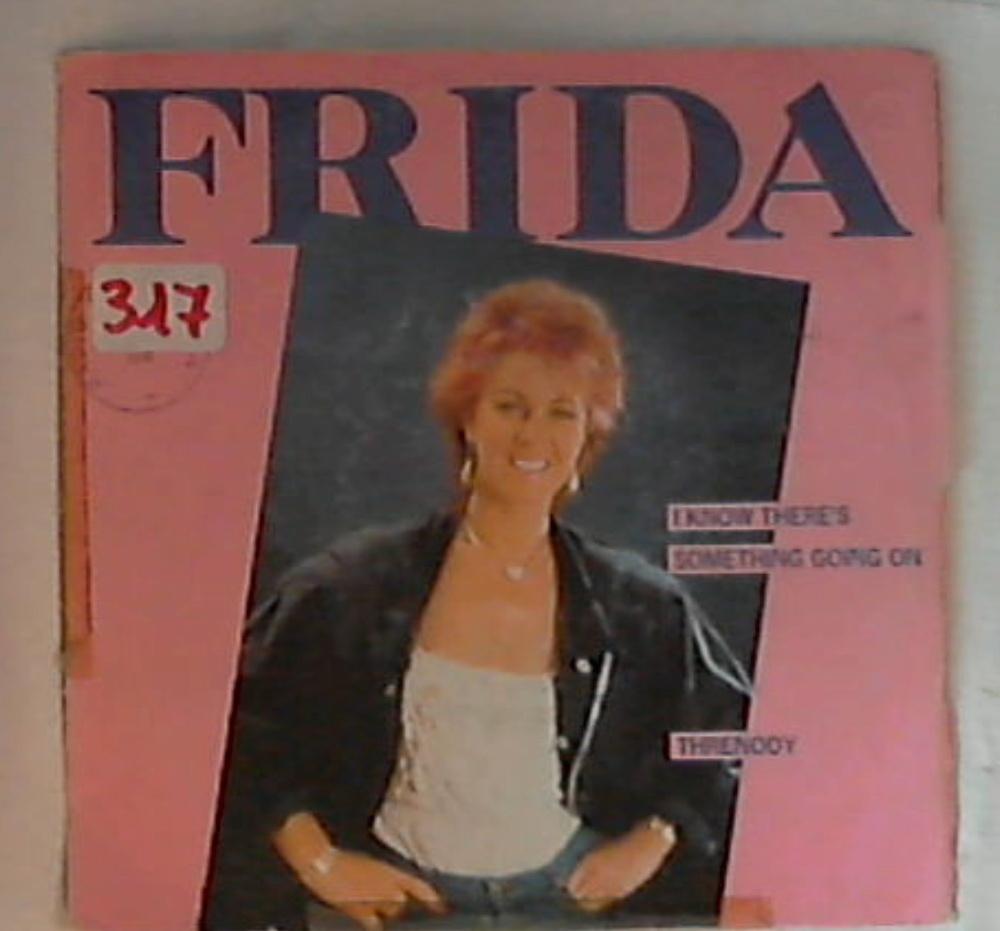 FRIDA
317
I KNOW THERE'S
SOMETHING GOING ON
THRENODY